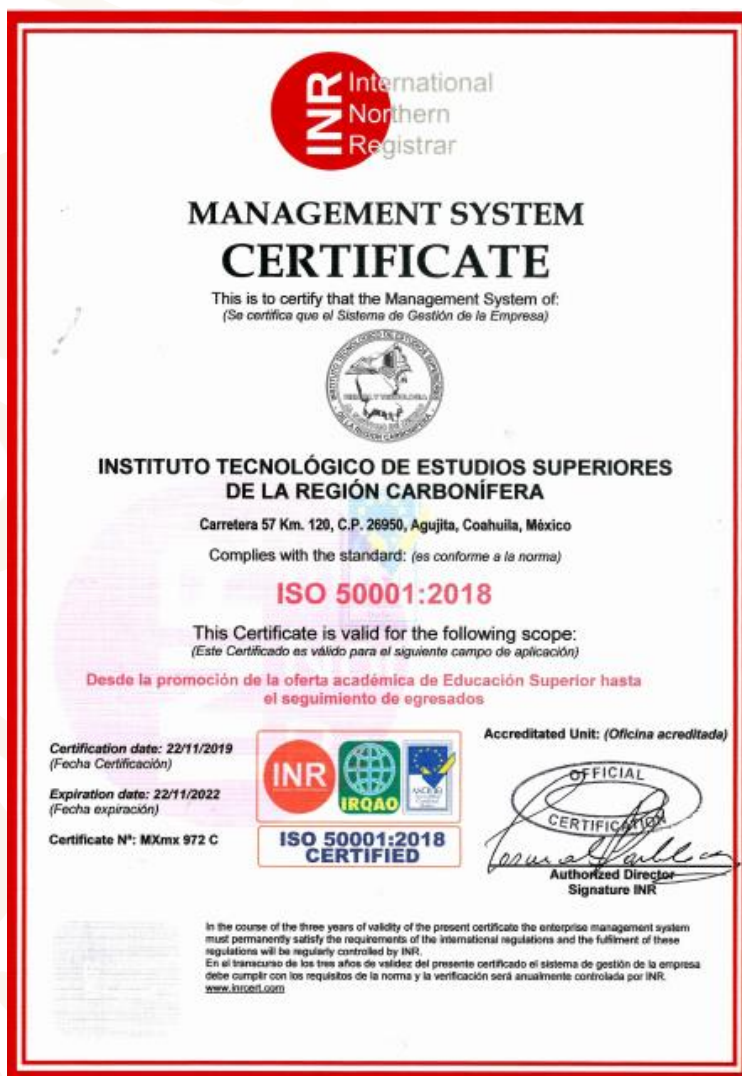 INR
International
Northern
Registrar
MANAGEMENT SYSTEM
CERTIFICATE
This is to certify that the Management System of:
(Se certifica que el Sistema de Gestión de la Empresa)
INSTITUTO TECNOLÓGICO DE ESTUDIOS SUPERIORES
DE LA REGIÓN CARBONÍFERA
INSTITUTO TECNOLÓGICO DE ESTUDIOS SUPERIORES
DE LA REGIÓN CARBONÍFERA
Carretera 57 Km. 120, C.P. 26950, Agujita, Coahuila, México
Complies with the standard: (es conforme a la norma)
ISO 50001:2018
This Certificate is valid for the following scope:
(Este Certificado es válido para el siguiente campo de aplicación)
Desde la promoción de la oferta académica de Educación Superior hasta
el seguimiento de egresados
Certification date: 22/11/2019
(Fecha Certificación)
Expiration date: 22/11/2022
(Fecha expiración)
Certificate Nº: MXmx 972 C
INR
IRQAO
ISO 50001:2018
CERTIFIED
Accreditated Unit: (Oficina acreditada)
OFFICIAL
CERTIFICATION
Authorized Director
Signature INR
In the course of the three years of validity of the present certificate the enterprise management system
must permanently satisfy the requirements of the international regulations and the fulfilment of these
regulations will be regularly controlled by INR.
En el transcurso de los tres años de validez del presente certificado el sistema de gestión de la empresa
debe cumplir con los requisitos de la norma y la verificación será anualmente controlada por INR.
www.inrcert.com